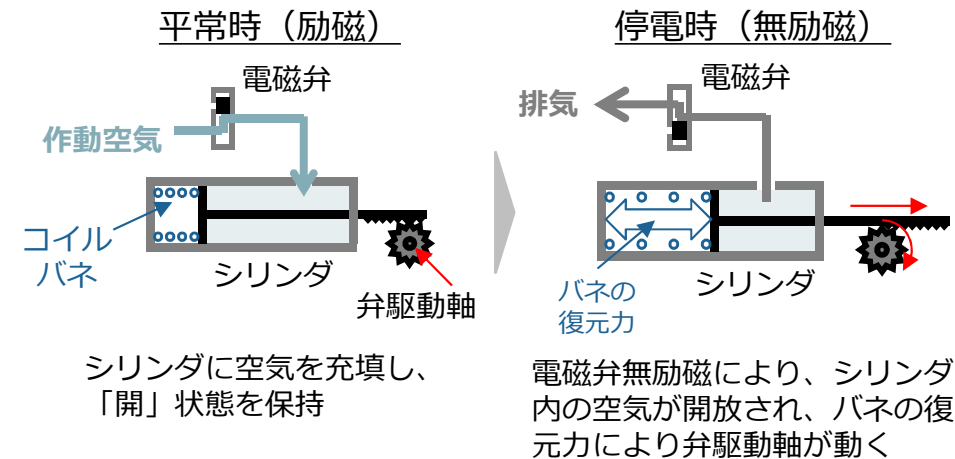 平常時（励磁）
電磁弁
作動空気
コイル
バネ
シリンダ
弁駆動軸
シリンダに空気を充填し、
「開」状態を保持
停電時（無励磁）
電磁弁
排気
シリンダ
バネの
復元力
電磁弁無励磁により、シリンダ
内の空気が開放され、バネの復
元力により弁駆動軸が動く